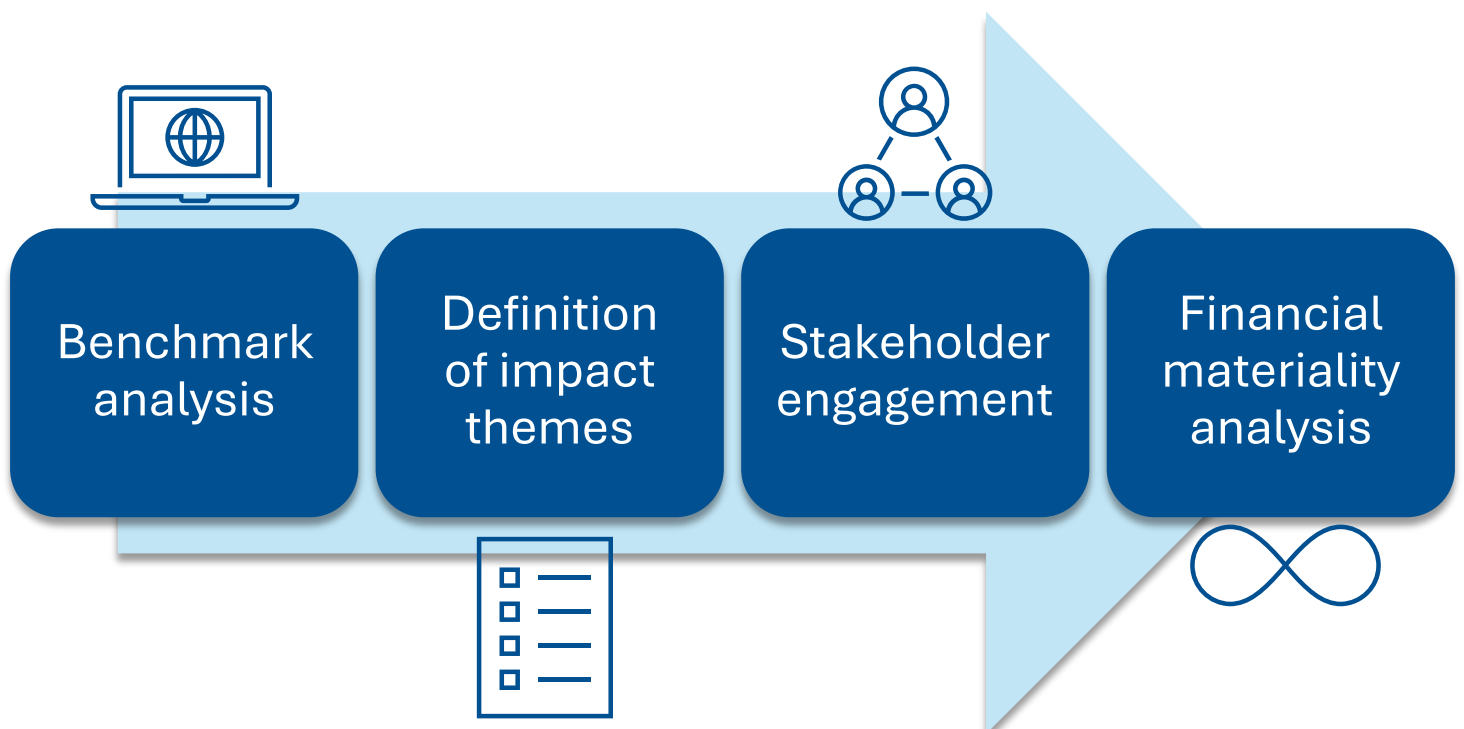 Benchmark
analysis
Definition
of impact
themes
Stakeholder
engagement
Financial
materiality
analysis